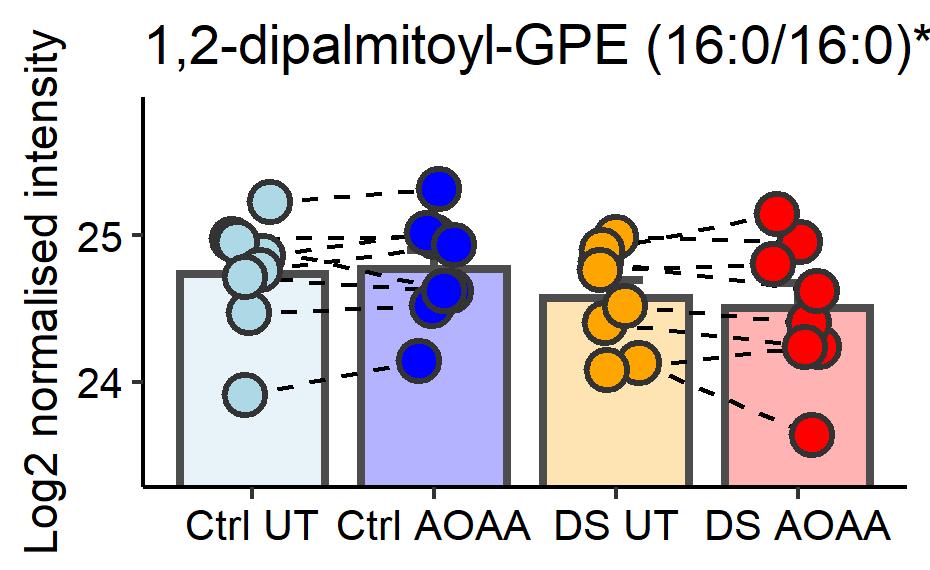 1,2-dipalmitoyl-GPE (16:0/16:0)*
Log2 normalised intensity
25
24
Ctrl UT
Ctrl AOAA
DS UT
DS AOAA